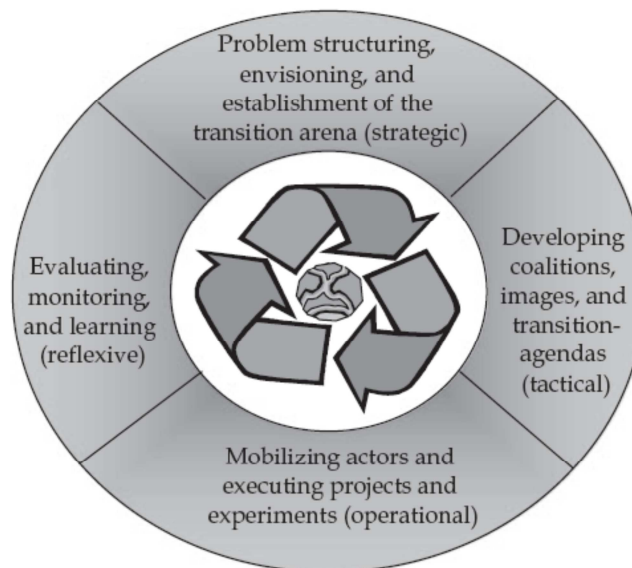 Problem structuring,
envisioning, and
establishment of the
transition arena (strategic)
Developing
coalitions,
images, and
transition-
agendas
(tactical)
Mobilizing actors and
executing projects and
experiments (operational)
Evaluating,
monitoring,
and learning
(reflexive)